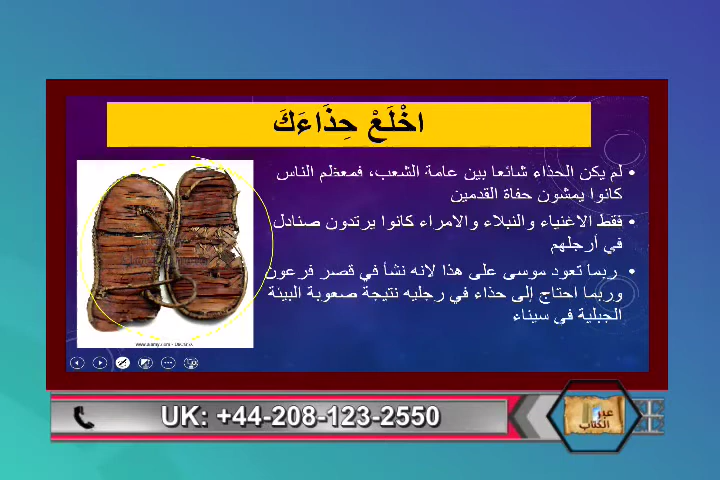 اخْلَعْ حِذَاءَكَ
• لم يكن الحذاء شائعا بين عامة الشعب، فمعظم الناس
كانوا يمشون حفاة القدمين
• فقط الاغنياء والنبلاء والامراء كانوا يرتدون صنادل
في أرجلهم
• ربما تعود موسى على هذا لانه نشأ في قصر فرعون
وربما احتاج إلى حذاء في رجليه نتيجة صعوبة البيئة
الجبلية في سيناء
UK: +44-208-123-2550
عبر
الكتاب